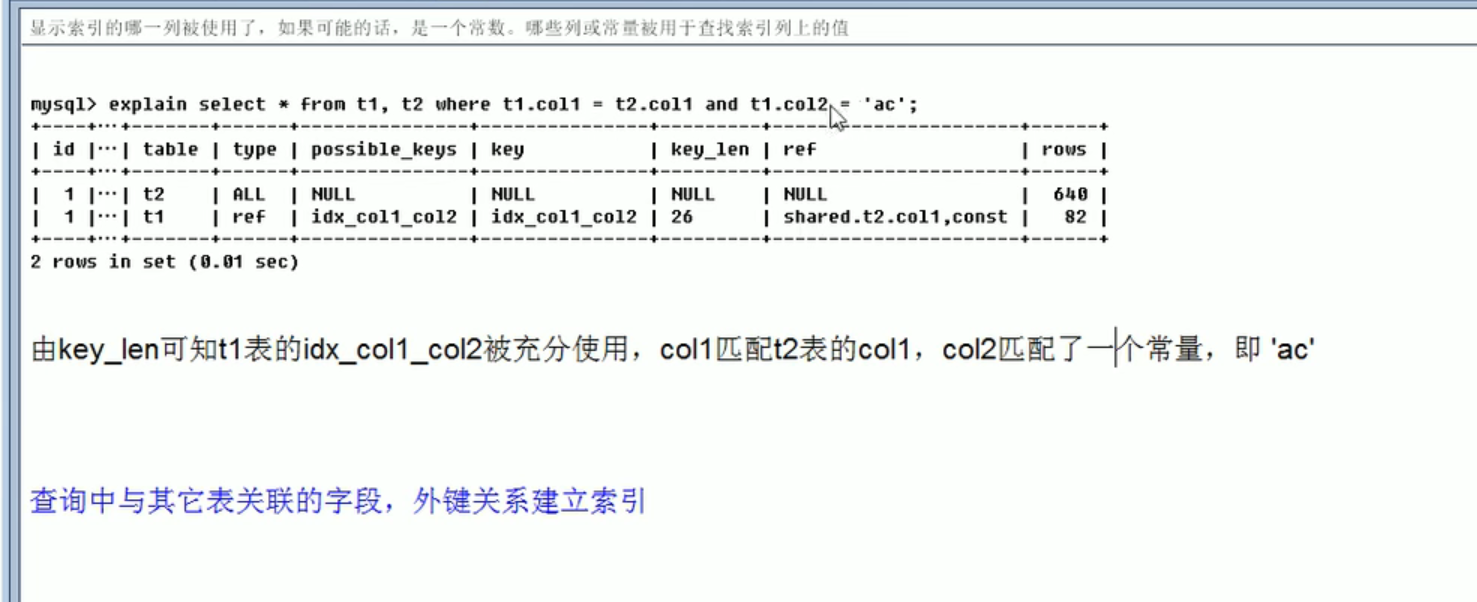 显示索引的哪一列被使用了，如果可能的话，是一个常数。哪些列或常量被用于查找索引列上的值
mysql> explain select * from t1, t2 where t1.col1 = t2.col1 and t1.col2 = 'ac';
+----+...+-------+------+---------------+---------------+---------+----------------------+------+
| id |...| table | type | possible_keys | key           | key_len | ref                  | rows |
+----+...+-------+------+---------------+---------------+---------+----------------------+------+
|  1 |...| t2    | ALL  | NULL          | NULL          | NULL    | NULL                 |  640 |
|  1 |...| t1    | ref  | idx_col1_col2 | idx_col1_col2 | 26      | shared.t2.col1,const |   82 |
+----+...+-------+------+---------------+---------------+---------+----------------------+------+
2 rows in set (0.01 sec)
由key_len可知t1表的idx_col1_col2被充分使用，col1匹配t2表的col1，col2匹配了一个常量，即 'ac'
查询中与其它表关联的字段，外键关系建立索引